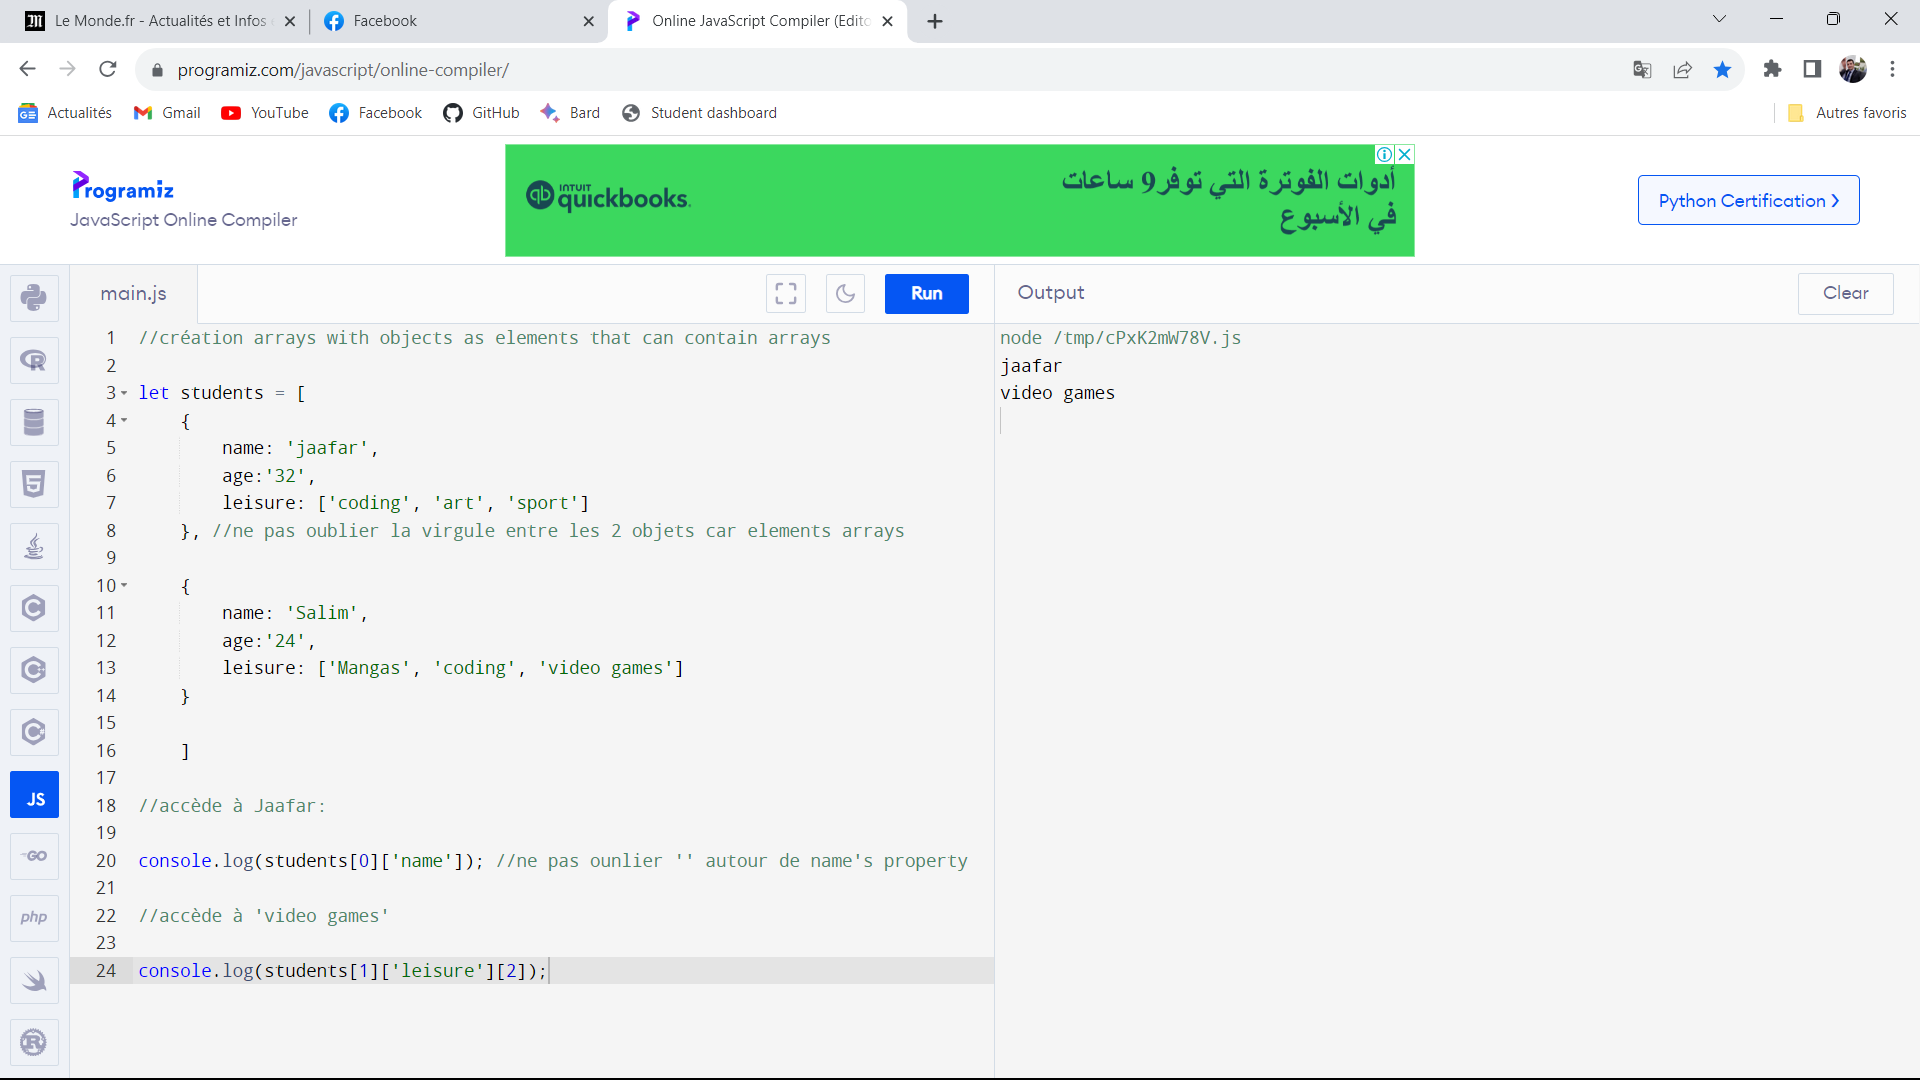 Le Monde.fr - Actualités et Infos
Facebook
Online JavaScript Compiler (Edito
programiz.com/javascript/online-compiler/
Actualités
Gmail
YouTube
Facebook
GitHub
Bard
Student dashboard
Autres favoris
Programiz
JavaScript Online Compiler
INTUIT
quickbooks.
أدوات الفوترة التي توفر9 ساعات
في الأسبوع
Python Certification
main.js
Run
Output
Clear
1 //création arrays with objects as elements that can contain arrays
2
3 let students = [
4 {
5 name: 'jaafar',
6 age:'32',
7 leisure: ['coding', 'art', 'sport']
8 }, //ne pas oublier la virgule entre les 2 objets car elements arrays
9
10 {
11 name: 'Salim',
12 age:'24',
13 leisure: ['Mangas', 'coding', 'video games']
14 }
15
16 ]
17
18 //accède à Jaafar:
19
20 console.log(students[0]['name']); //ne pas ounlier '' autour de name's property
21
22 //accède à 'video games'
23
24 console.log(students[1]['leisure'][2]);
node /tmp/cPxK2mW78V.js
jaafar
video games
JS
GO
php